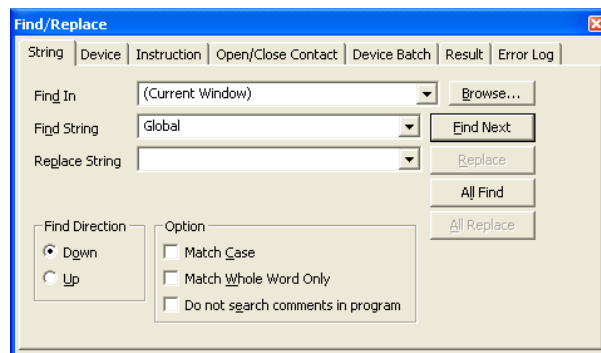 Find/Replace
String Device Instruction Open/Close Contact Device Batch Result Error Log
Find In (Current Window) Browse...
Find String Global Find Next
Replace String Replace
All Find
All Replace
Find Direction Option
Down Match Case
Up Match Whole Word Only
Do not search comments in program